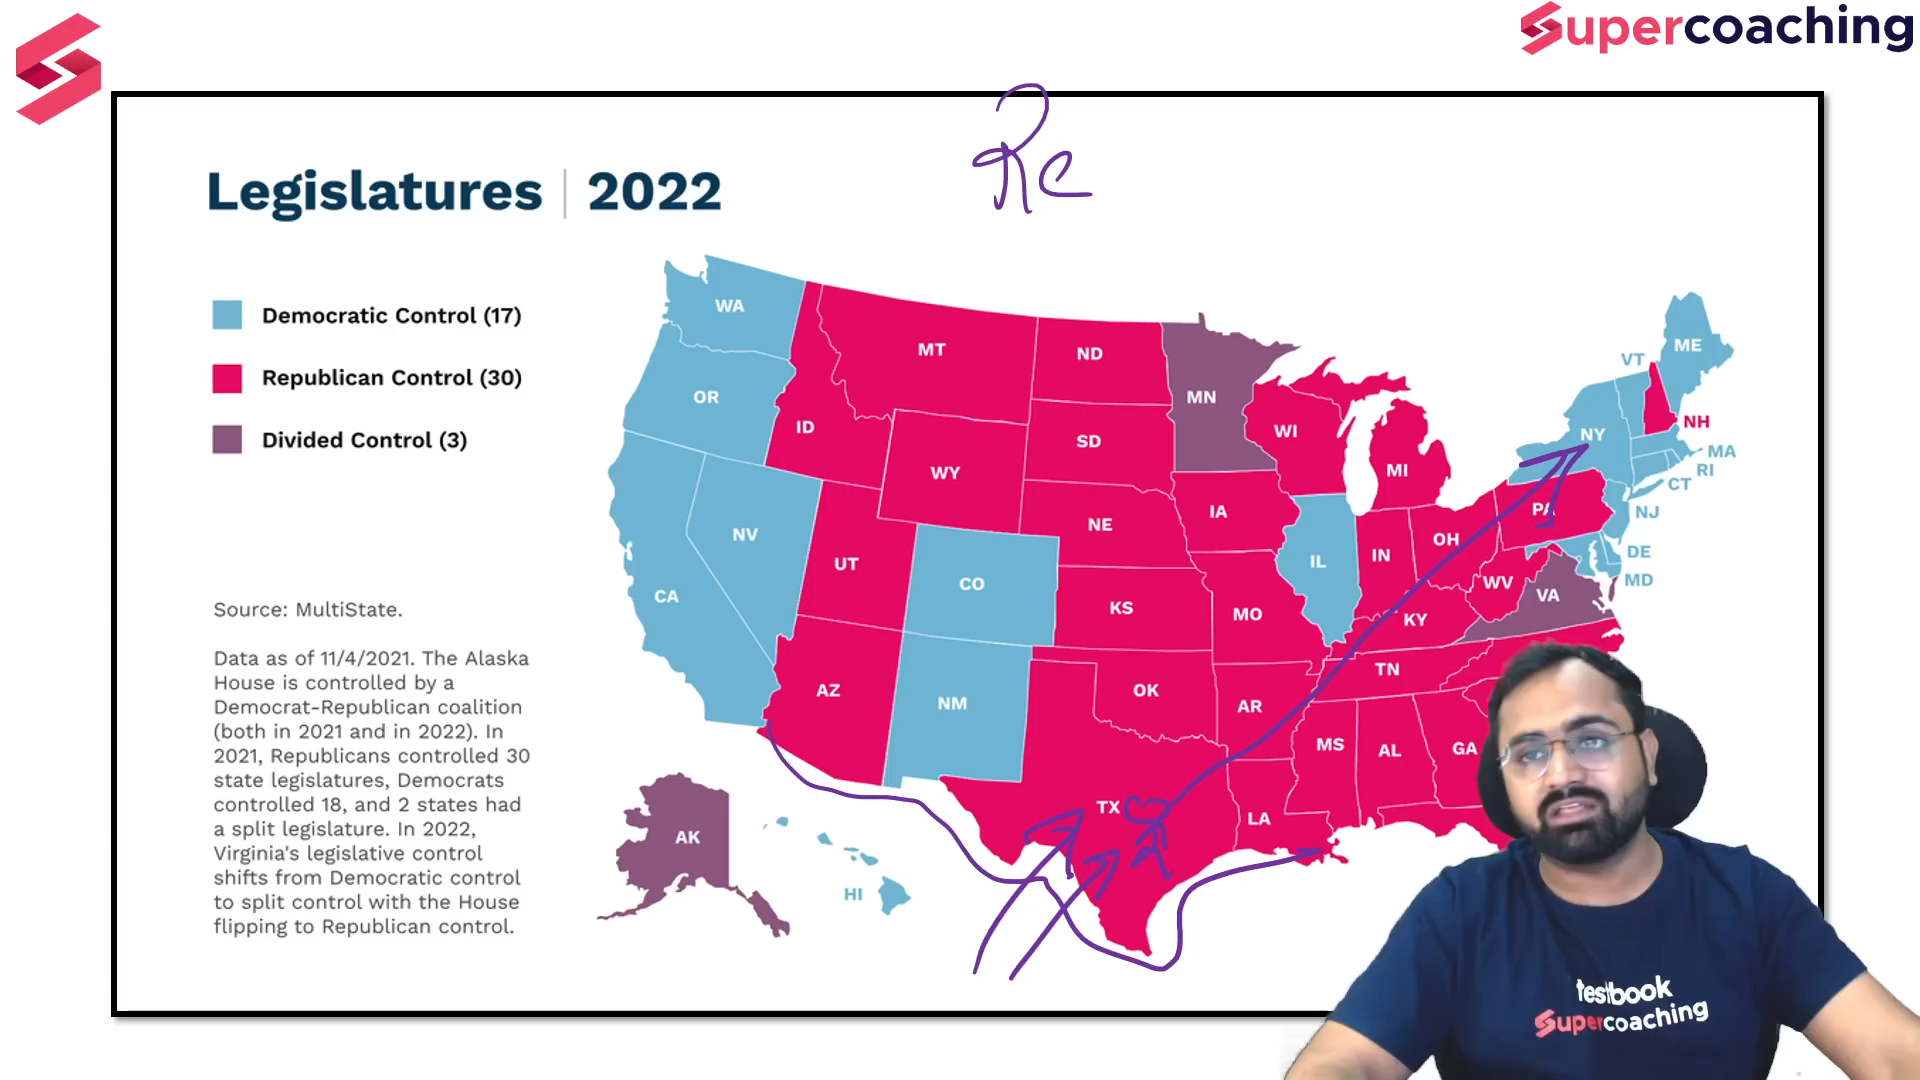 Supercoaching
Re
Legislatures | 2022
Democratic Control (17)
Republican Control (30)
Divided Control (3)
Source: MultiState.
Data as of 11/4/2021. The Alaska
House is controlled by a
Democrat-Republican coalition
(both in 2021 and in 2022). In
2021, Republicans controlled 30
state legislatures, Democrats
controlled 18, and 2 states had
a split legislature. In 2022,
Virginia's legislative control
shifts from Democratic control
to split control with the House
flipping to Republican control.
WA
MT
ND
MN
VT
ME
OR
ID
SD
WI
MI
NY
NH
MA
RI
CT
WY
NE
IA
PA
NJ
NV
UT
CO
IL
IN
OH
DE
MD
CA
KS
MO
WV
VA
KY
AZ
NM
OK
AR
TN
MS
AL
GA
TX
LA
AK
HI
testbook
Supercoaching